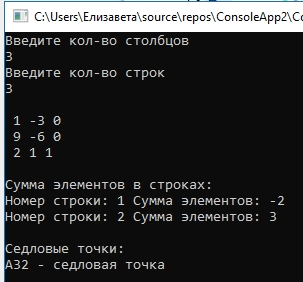 C:\Users\Елизавета\source\repos\ConsoleApp2\Co
Введите кол-во столбцов
3
Введите кол-во строк
3
1 -3 0
9 -6 0
2 1 1
Сумма элементов в строках:
Номер строки: 1 Сумма элементов: -2
Номер строки: 2 Сумма элементов: 3
Седловые точки:
A32 - седловая точка